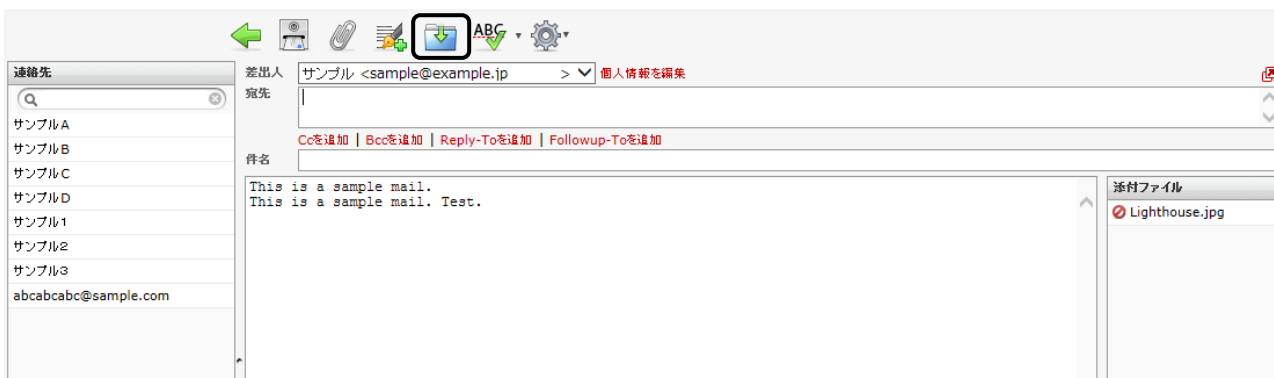 ABC
連絡先
サンプルA
サンプルB
サンプルC
サンプルD
サンプル1
サンプル2
サンプル3
abcabcabc@sample.com
差出人 サンプル <sample@example.jp > 個人情報を編集
宛先
Ccを追加 | Bccを追加 | Reply-Toを追加 | Followup-Toを追加
件名
This is a sample mail.
This is a sample mail. Test.
添付ファイル
Lighthouse.jpg